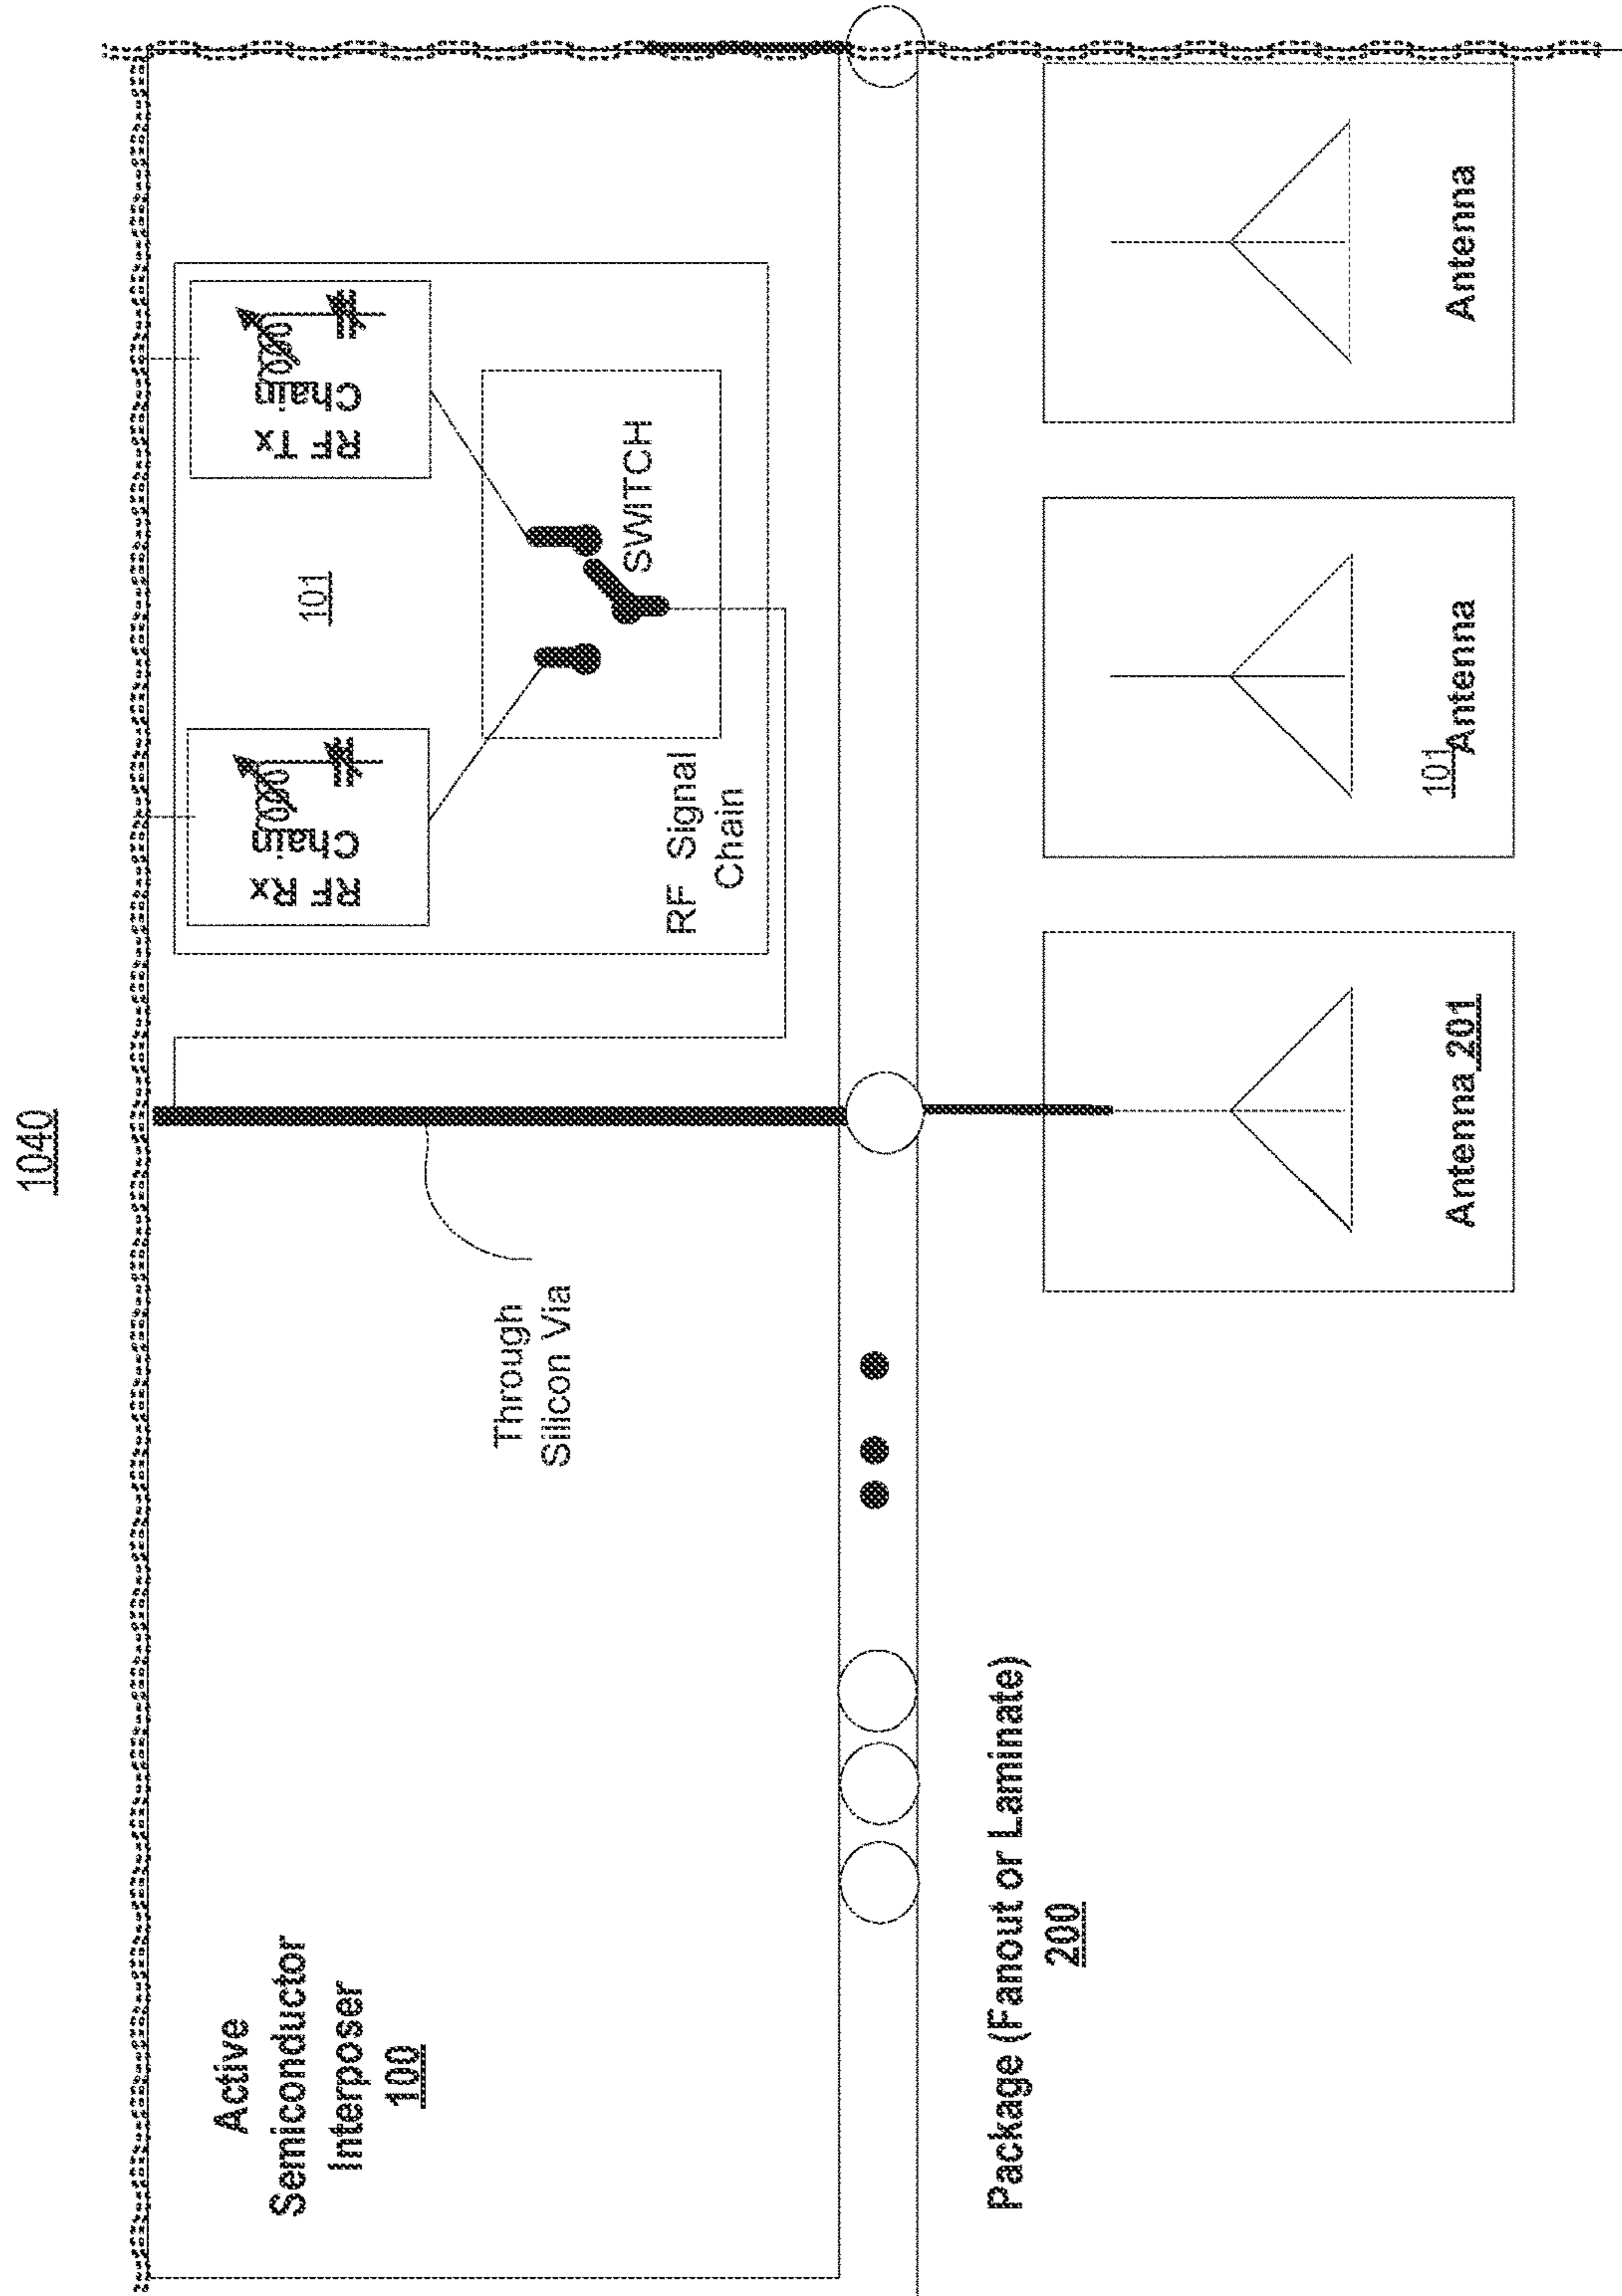 1040
Active
Semiconductor
Interposer
100
Through
Silicon Via
RF Rx
Chain
RF Tx
Chain
101
SWITCH
RF Signal
Chain
Package (Fanout or Laminate)
200
Antenna 201
Antenna
101
Antenna